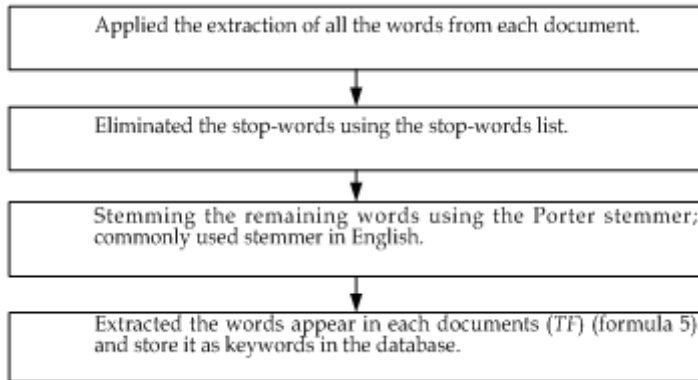 Applied the extraction of all the words from each document.
Eliminated the stop-words using the stop-words list.
Stemming the remaining words using the Porter stemmer;
commonly used stemmer in English.
Extracted the words appear in each documents (TF) (formula 5)
and store it as keywords in the database.